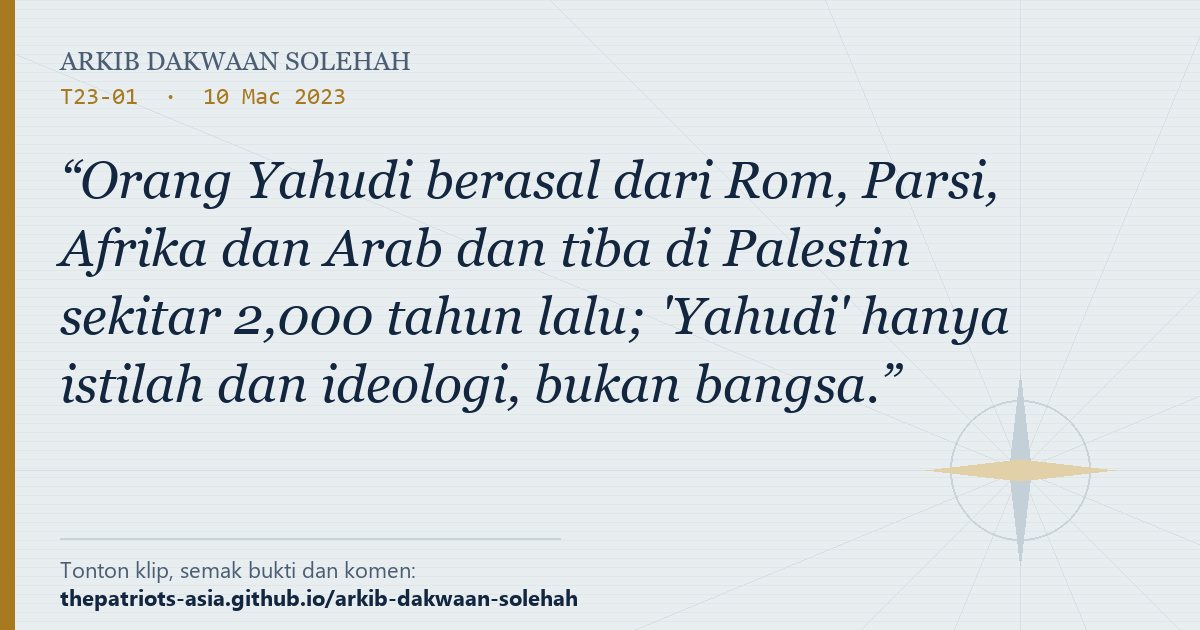 ARKIB DAKWAAN SOLEHAH
T23-01 · 10 Mac 2023
“Orang Yahudi berasal dari Rom, Parsi,
Afrika dan Arab dan tiba di Palestin
sekitar 2,000 tahun lalu; 'Yahudi' hanya
istilah dan ideologi, bukan bangsa.”
Tonton klip, semak bukti dan komen:
thepatriots-asia.github.io/arkib-dakwaan-solehah